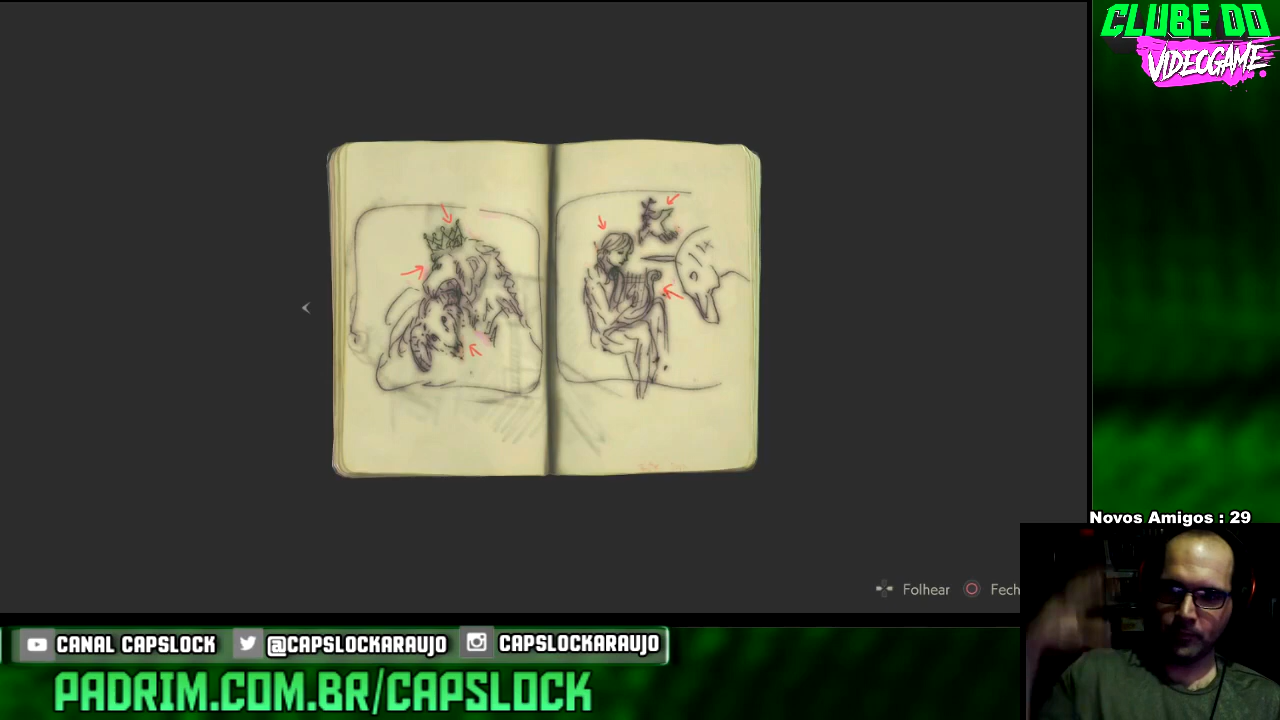 CLUBE DO
VIDEOGAME
Novos Amigos : 29
Folhear
Fech
CANAL CAPSLOCK
@CAPSLOCKARAUJO
CAPSLOCKARAUJO
PADRIM.COM.BR/CAPSLOCK